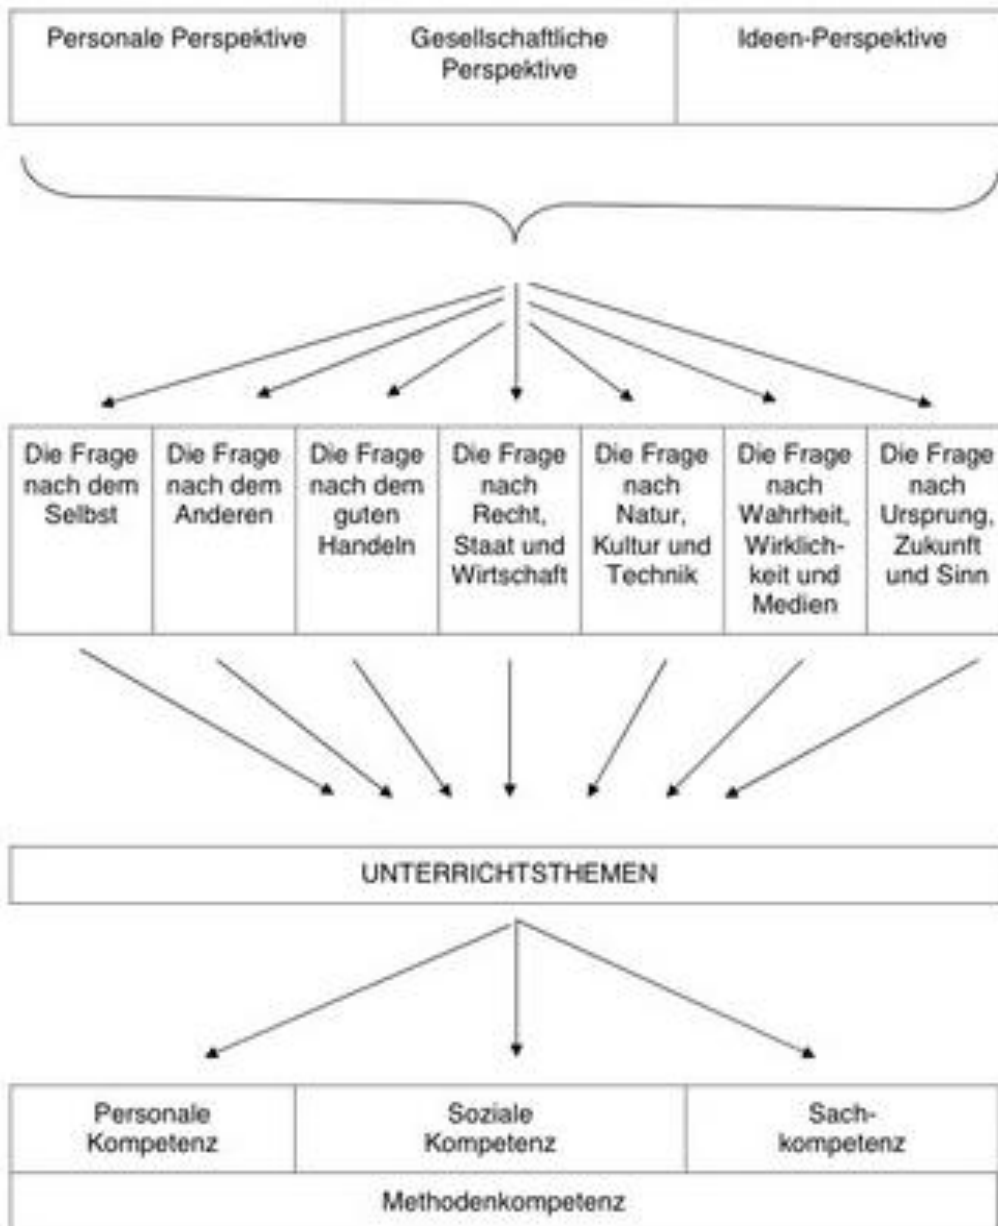 Personale Perspektive
Gesellschaftliche
Perspektive
Ideen-Perspektive
Die Frage
nach dem
Selbst
Die Frage
nach dem
Anderen
Die Frage
nach dem
guten
Handeln
Die Frage
nach
Recht,
Staat und
Wirtschaft
Die Frage
nach
Natur,
Kultur und
Technik
Die Frage
nach
Wahrheit,
Wirklich-
keit und
Medien
Die Frage
nach
Ursprung,
Zukunft
und Sinn
UNTERRICHTSTHEMEN
Personale
Kompetenz
Soziale
Kompetenz
Sach-
kompetenz
Methodenkompetenz